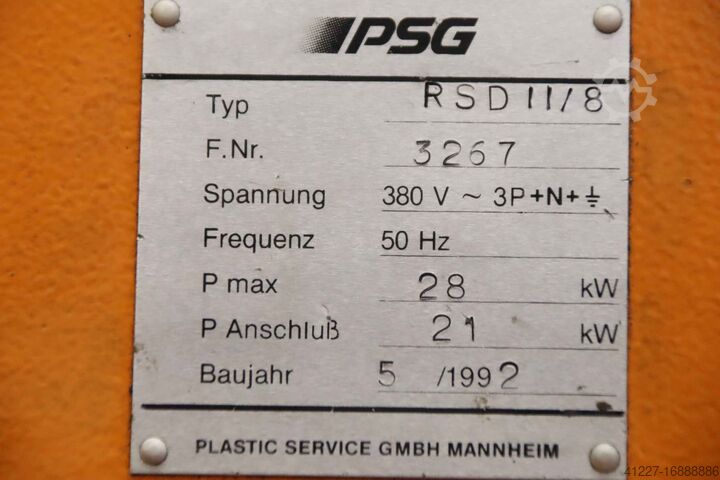 PSG
Typ RSD 11/8
F.Nr. 3267
Spannung 380 V ~ 3P+N+⏚
Frequenz 50 Hz
P max 28 kW
P Anschluß 21 kW
Baujahr 5 /1992
PLASTIC SERVICE GMBH MANNHEIM
41227-16888886